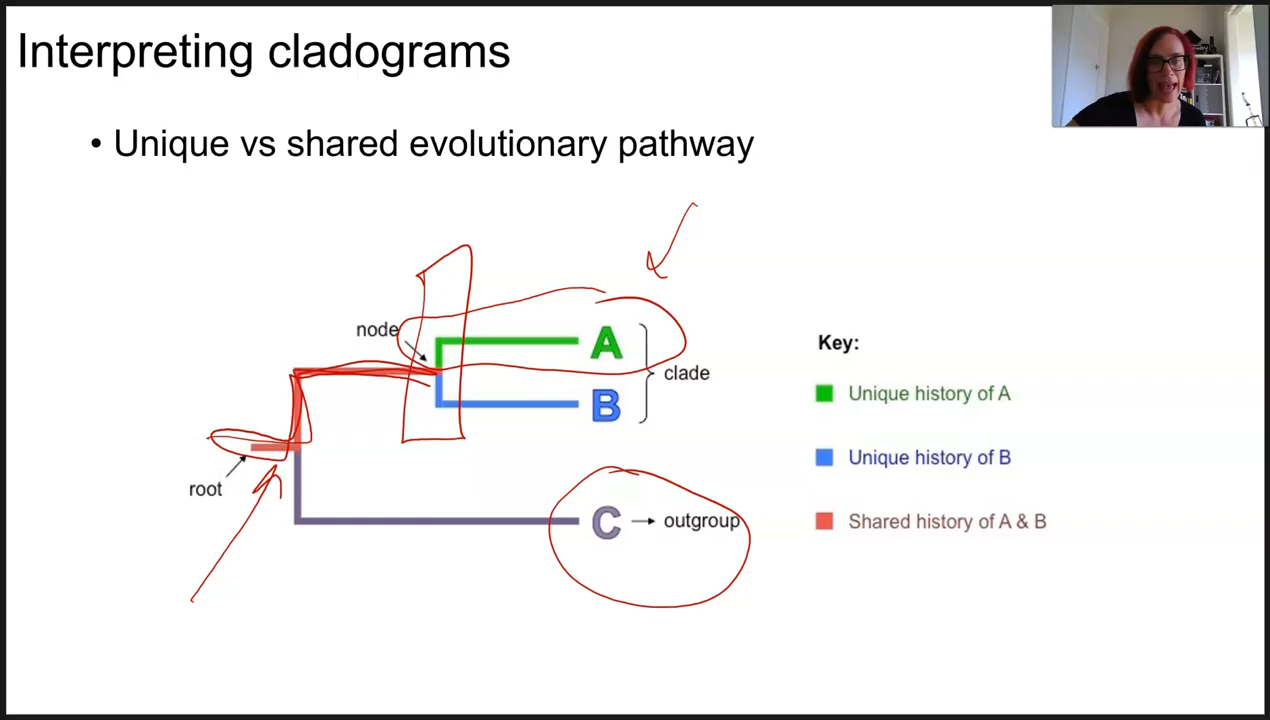 Interpreting cladograms
• Unique vs shared evolutionary pathway
node
A
clade
B
root
C
outgroup
Key:
Unique history of A
Unique history of B
Shared history of A & B